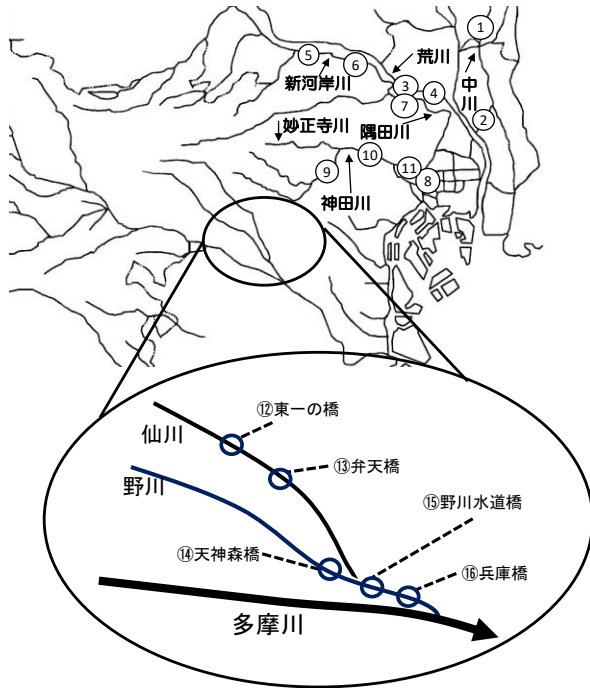 ①
⑤
荒川
⑥
中川
新河岸川
③
④
⑦
②
妙正寺川
隅田川
⑩
⑪
⑨
⑧
神田川
⑫東一の橋
仙川
⑬弁天橋
野川
⑮野川水道橋
⑭天神森橋
⑯兵庫橋
多摩川